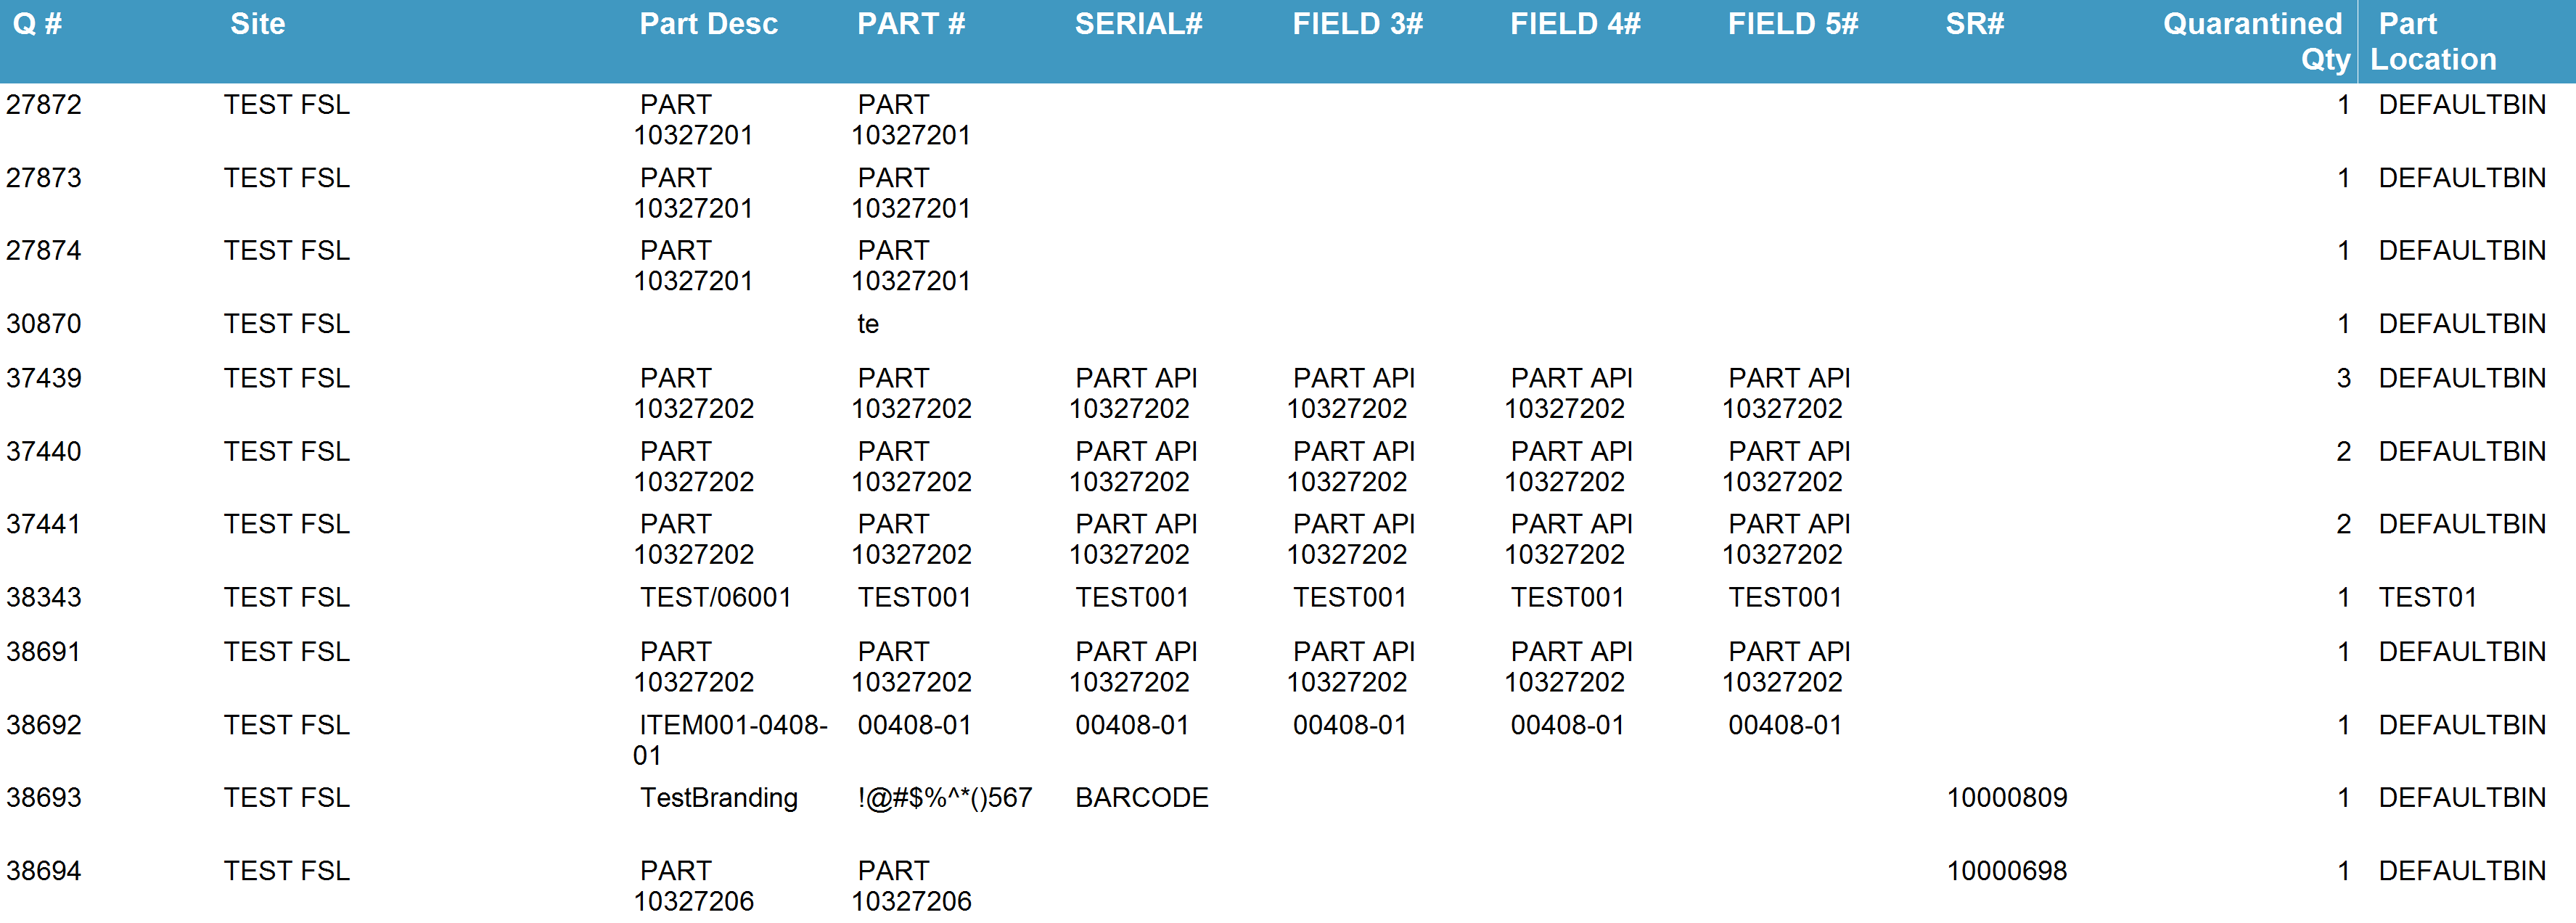 Q # Site Part Desc PART # SERIAL# FIELD 3# FIELD 4# FIELD 5# SR# Quarantined Part
Qty Location
27872 TEST FSL PART PART 1 DEFAULTBIN
10327201 10327201
27873 TEST FSL PART PART 1 DEFAULTBIN
10327201 10327201
27874 TEST FSL PART PART 1 DEFAULTBIN
10327201 10327201
30870 TEST FSL te 1 DEFAULTBIN
37439 TEST FSL PART PART PART API PART API PART API PART API 3 DEFAULTBIN
10327202 10327202 10327202 10327202 10327202 10327202
37440 TEST FSL PART PART PART API PART API PART API PART API 2 DEFAULTBIN
10327202 10327202 10327202 10327202 10327202 10327202
37441 TEST FSL PART PART PART API PART API PART API PART API 2 DEFAULTBIN
10327202 10327202 10327202 10327202 10327202 10327202
38343 TEST FSL TEST/06001 TEST001 TEST001 TEST001 TEST001 TEST001 1 TEST01
38691 TEST FSL PART PART PART API PART API PART API PART API 1 DEFAULTBIN
10327202 10327202 10327202 10327202 10327202 10327202
38692 TEST FSL ITEM001-0408- 00408-01 00408-01 00408-01 00408-01 00408-01 1 DEFAULTBIN
01
38693 TEST FSL TestBranding !@#$%^*()567 BARCODE 10000809 1 DEFAULTBIN
38694 TEST FSL PART PART 10000698 1 DEFAULTBIN
10327206 10327206